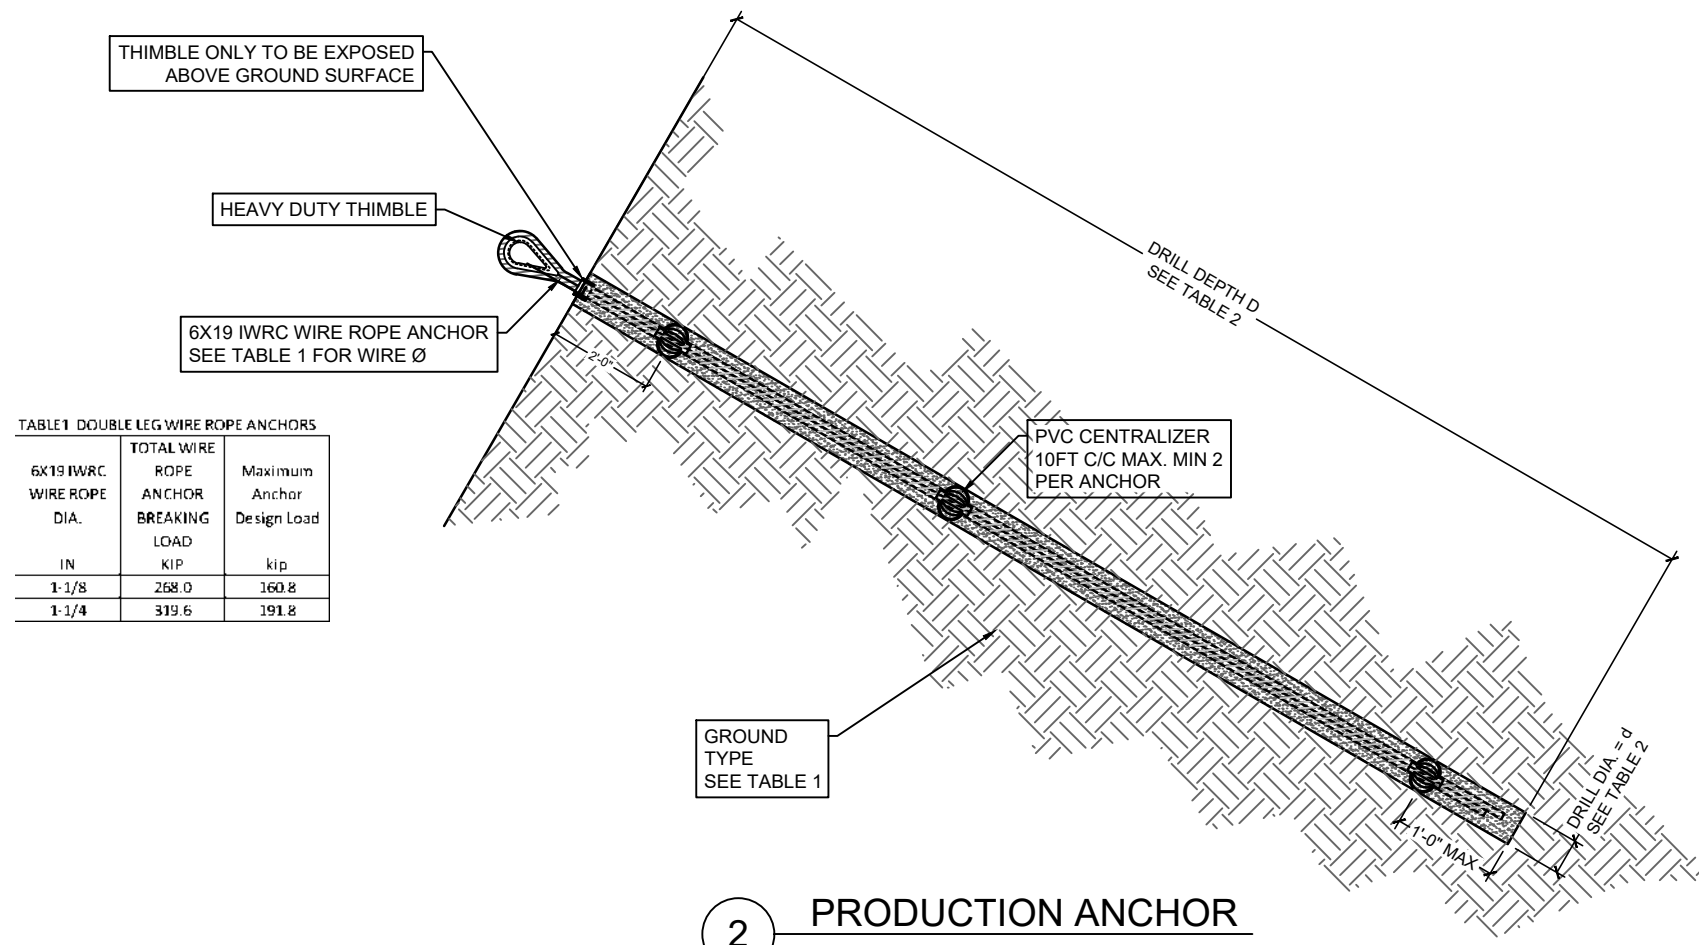 THIMBLE ONLY TO BE EXPOSED
ABOVE GROUND SURFACE
HEAVY DUTY THIMBLE
6X19 IWRC WIRE ROPE ANCHOR
SEE TABLE 1 FOR WIRE Ø
2'-0"
DRILL DEPTH D
SEE TABLE 2
PVC CENTRALIZER
10FT C/C MAX. MIN 2
PER ANCHOR
TABLE1 DOUBLE LEG WIRE ROPE ANCHORS
6X19 IWRC
WIRE ROPE
DIA.
IN
TOTAL WIRE
ROPE
ANCHOR
BREAKING
LOAD
KIP
Maximum
Anchor
Design Load
kip
1-1/8 268.0 160.8
1-1/4 319.6 191.8
GROUND
TYPE
SEE TABLE 1
DRILL DIA. = d
SEE TABLE 2
1'-0" MAX
2 PRODUCTION ANCHOR